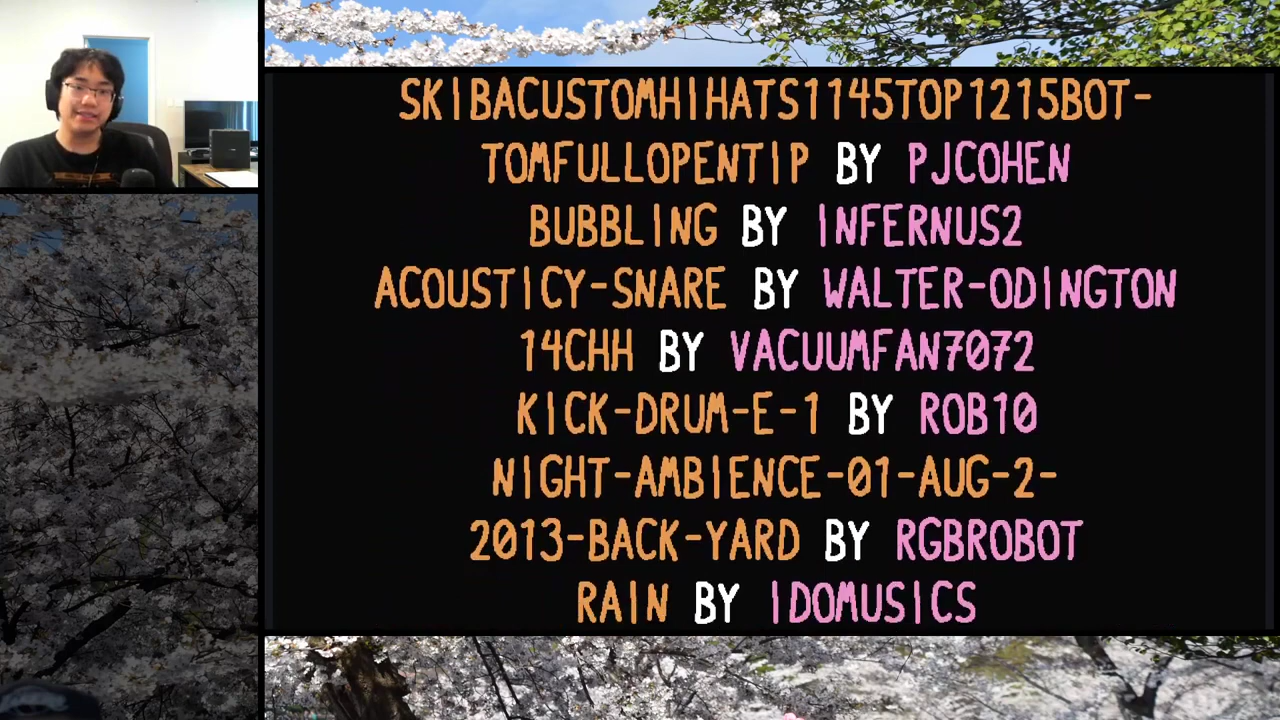 SKIBACUSTOMHIHATS1145TOP1215BOT-
TOMFULLOPENTIP BY PJCOHEN
BUBBLING BY INFERNUS2
ACOUSTICY-SNARE BY WALTER-ODINGTON
14CHH BY VACUUMFAN7072
KICK-DRUM-E-1 BY ROB10
NIGHT-AMBIENCE-01-AUG-2-
2013-BACK-YARD BY RGBROBOT
RAIN BY IDOMUSICS